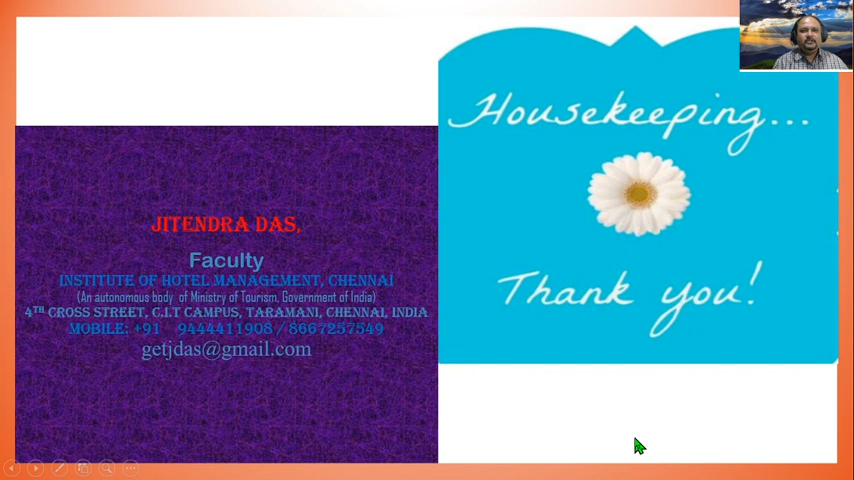 JITENDRA DAS,
Faculty
INSTITUTE OF HOTEL MANAGEMENT, CHENNAI
(An autonomous body of Ministry of Tourism, Government of India)
4TH CROSS STREET, C.I.T CAMPUS, TARAMANI, CHENNAI, INDIA
MOBILE: +91 9444411908 / 8667257549
getjdas@gmail.com
Housekeeping...
Thank you!